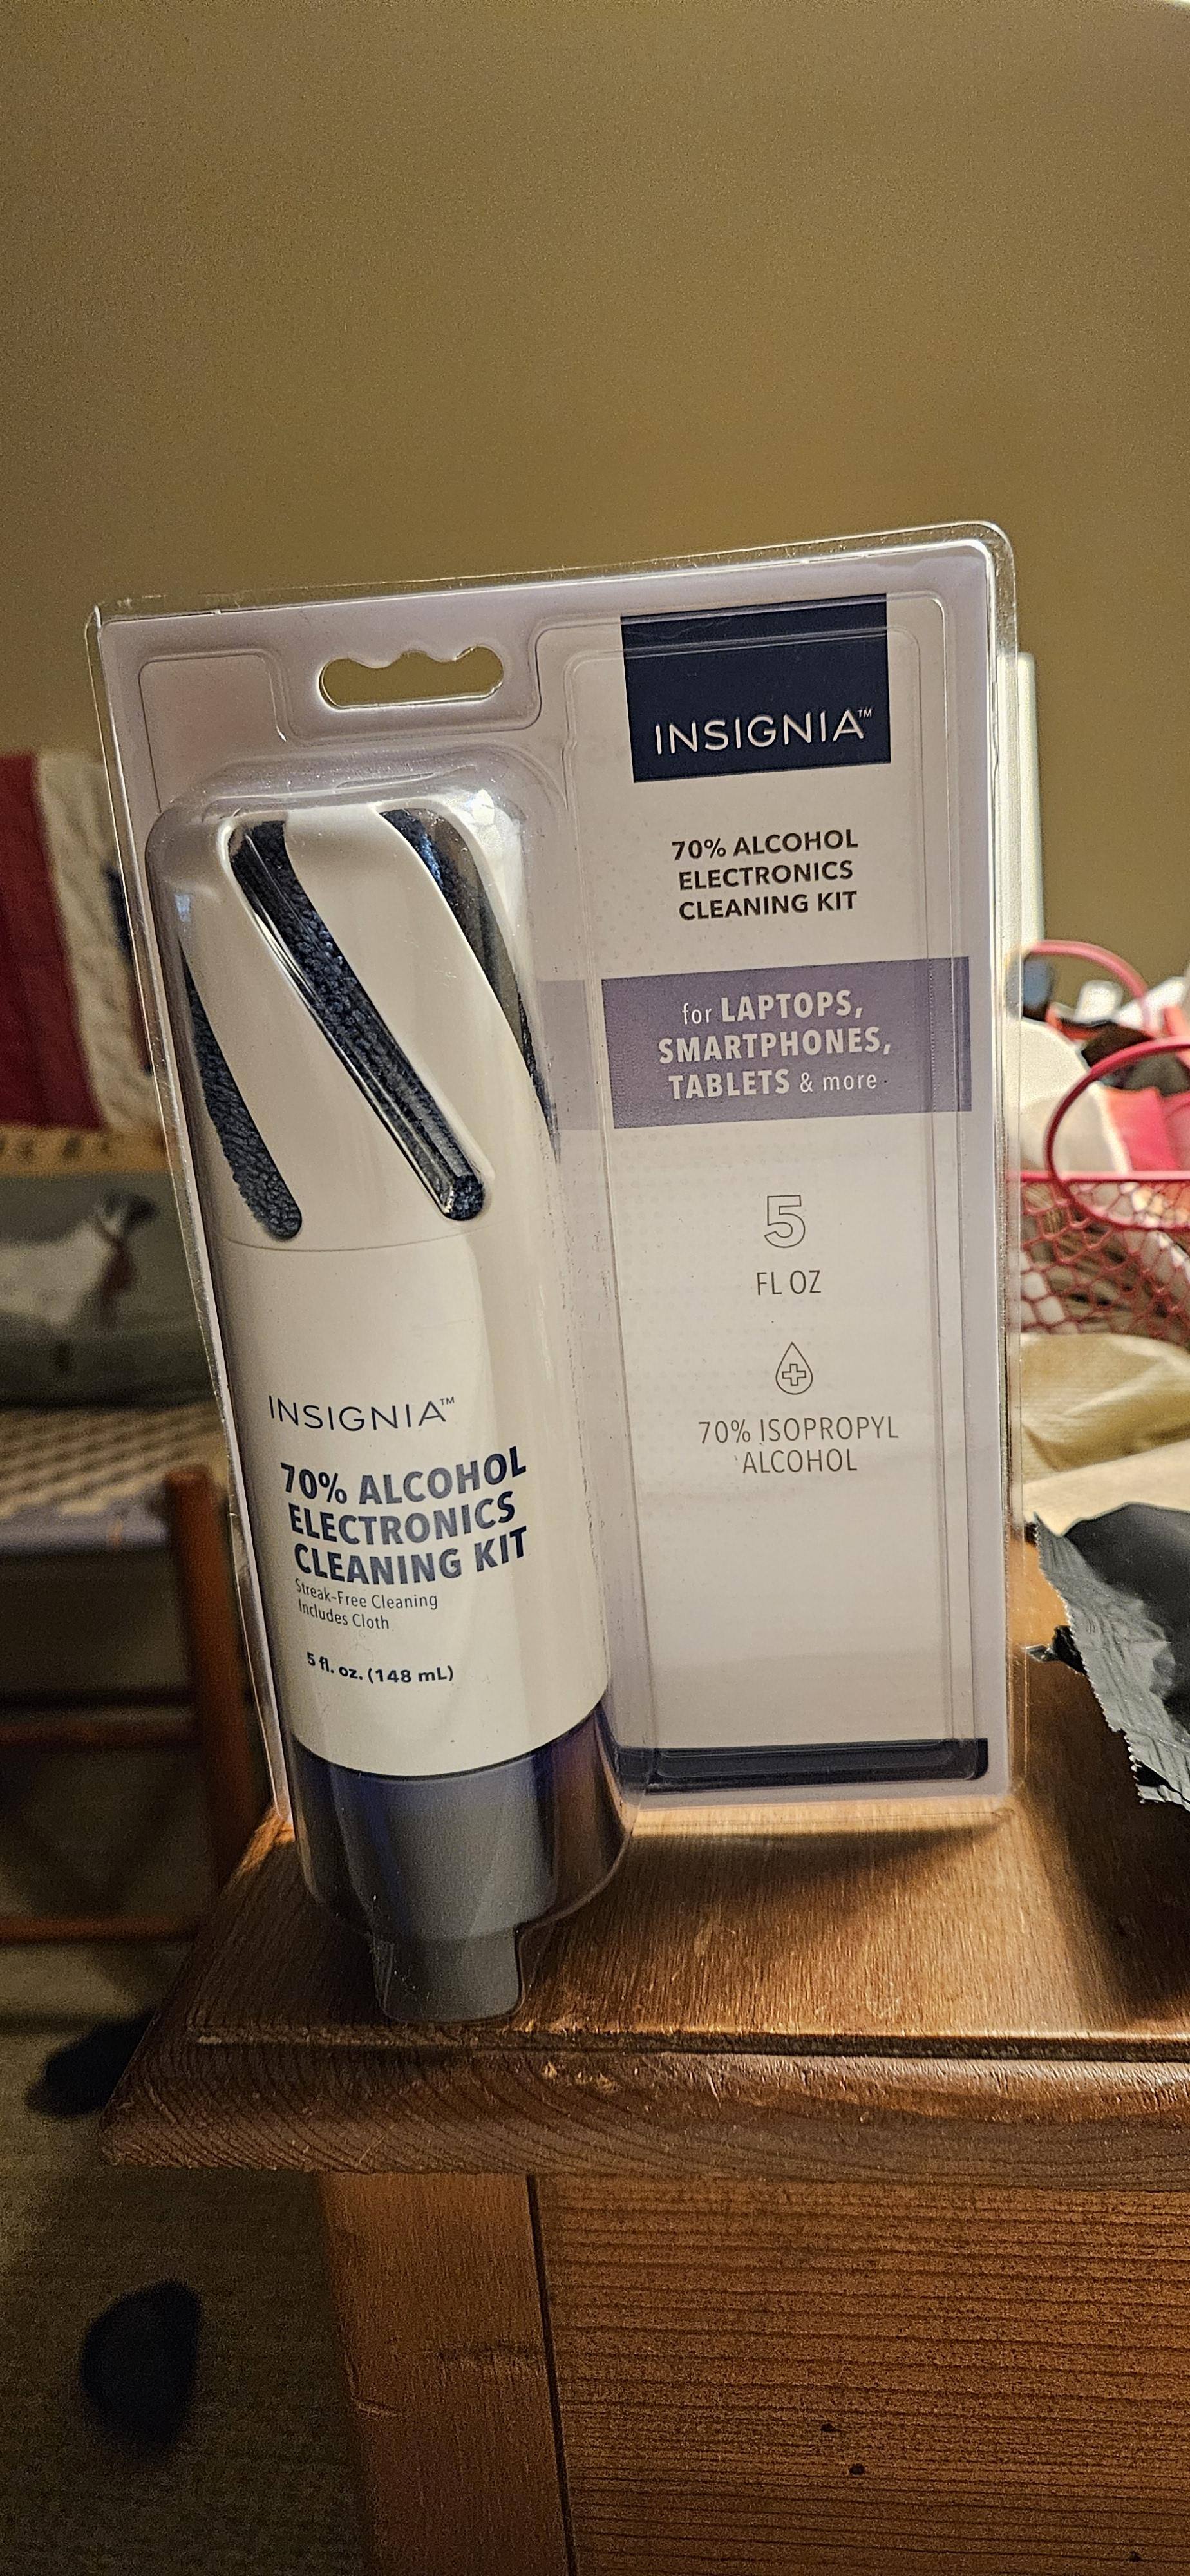 INSIGNIA™
70% ALCOHOL
ELECTRONICS
CLEANING KIT
for LAPTOPS,
SMARTPHONES,
TABLETS & more
5
FL OZ
70% ISOPROPYL
ALCOHOL
INSIGNIA™
70% ALCOHOL
ELECTRONICS
CLEANING KIT
Streak-Free Cleaning
Includes Cloth
5 fl. oz. (148 mL)